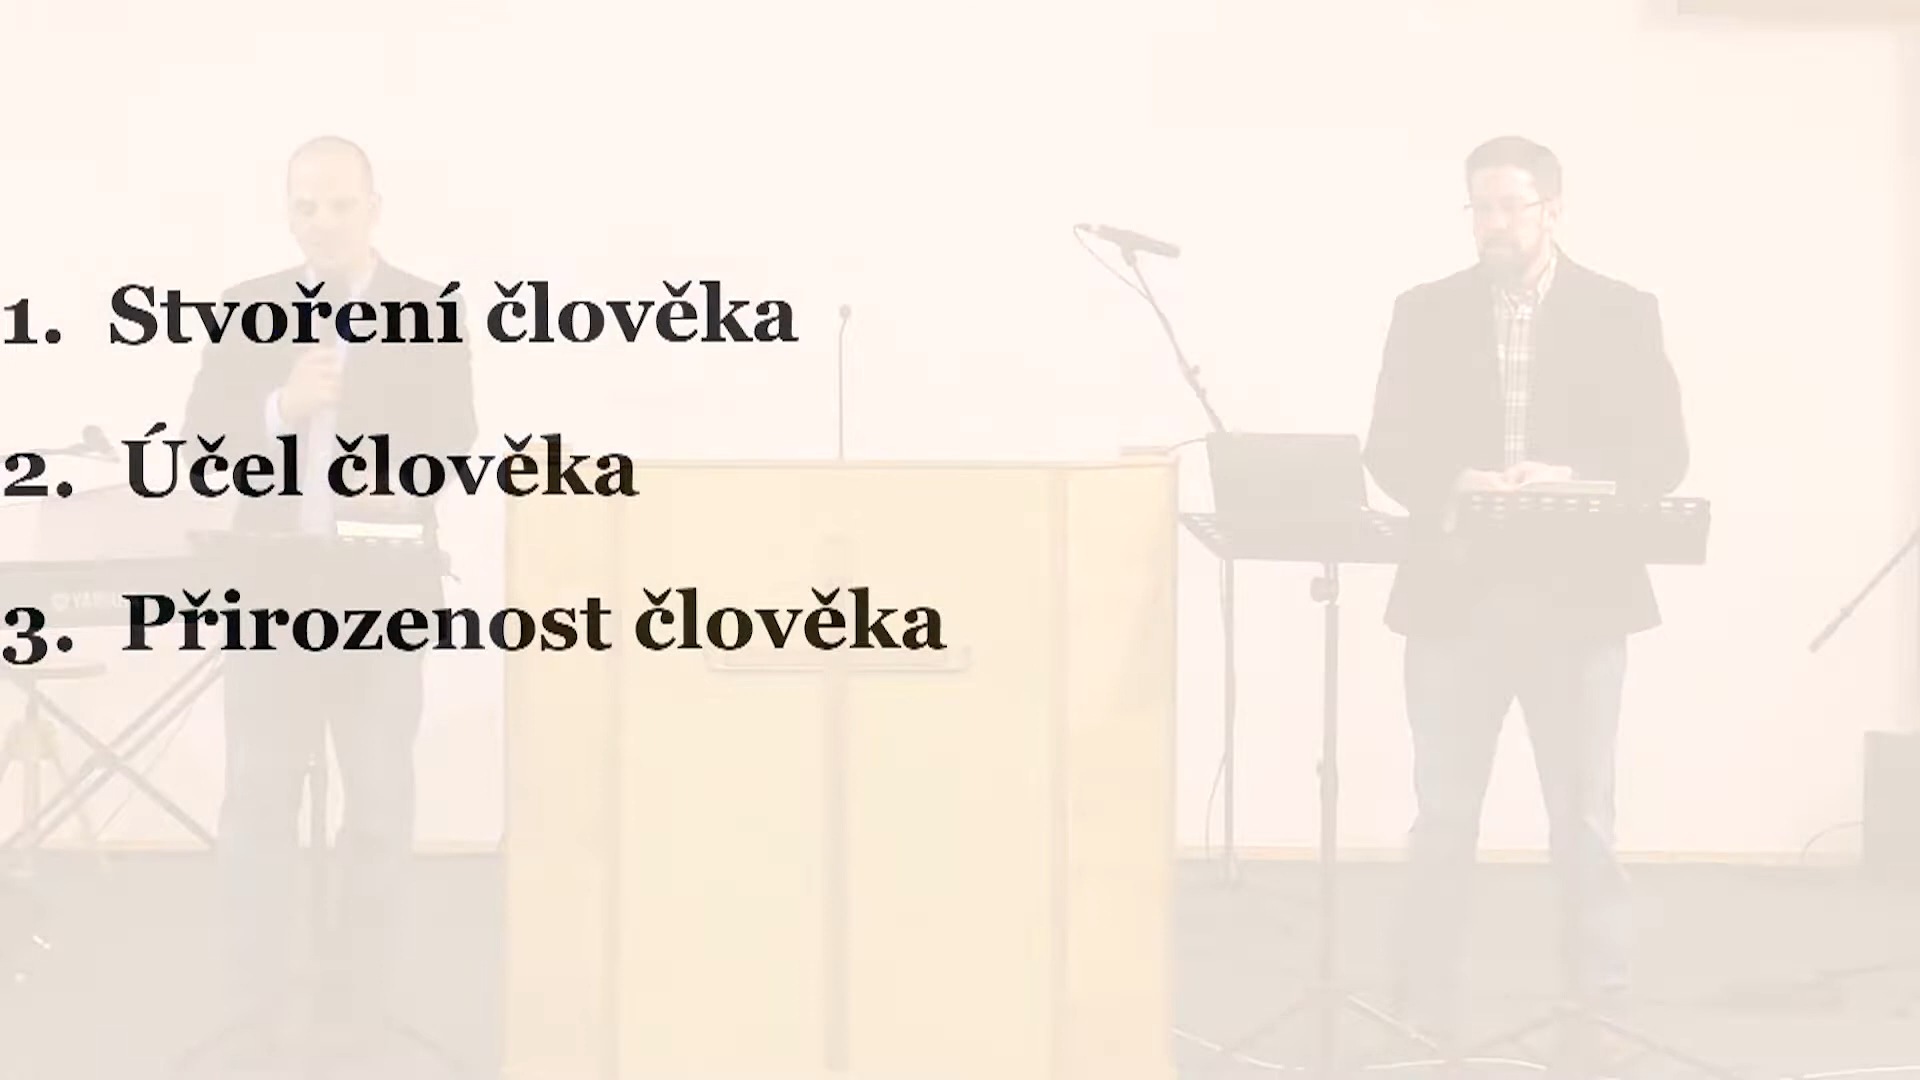 1. Stvoření člověka
2. Účel člověka
3. Přirozenost člověka